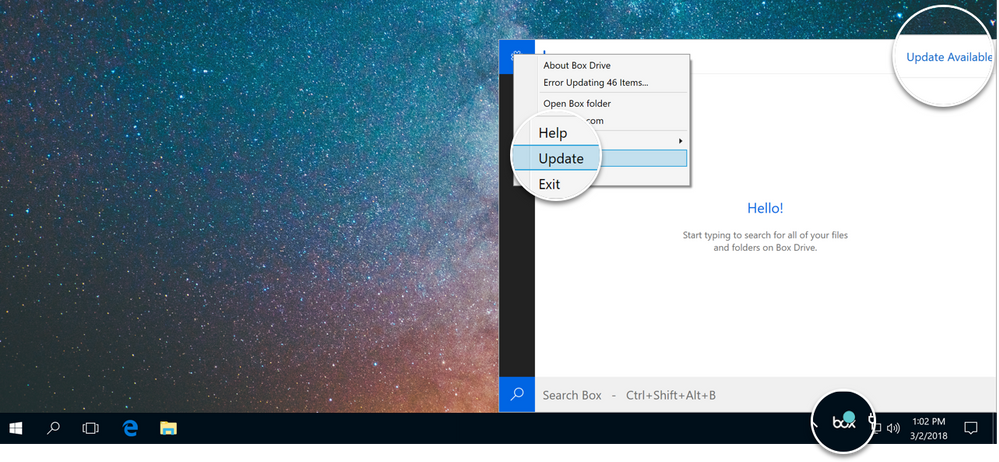 Update Available
About Box Drive
Error Updating 46 Items...
Open Box folder
.com
Help
Update
Exit
Hello!
Start typing to search for all of your files
and folders on Box Drive.
Search Box - Ctrl+Shift+Alt+B
box
1:02 PM
3/2/2018